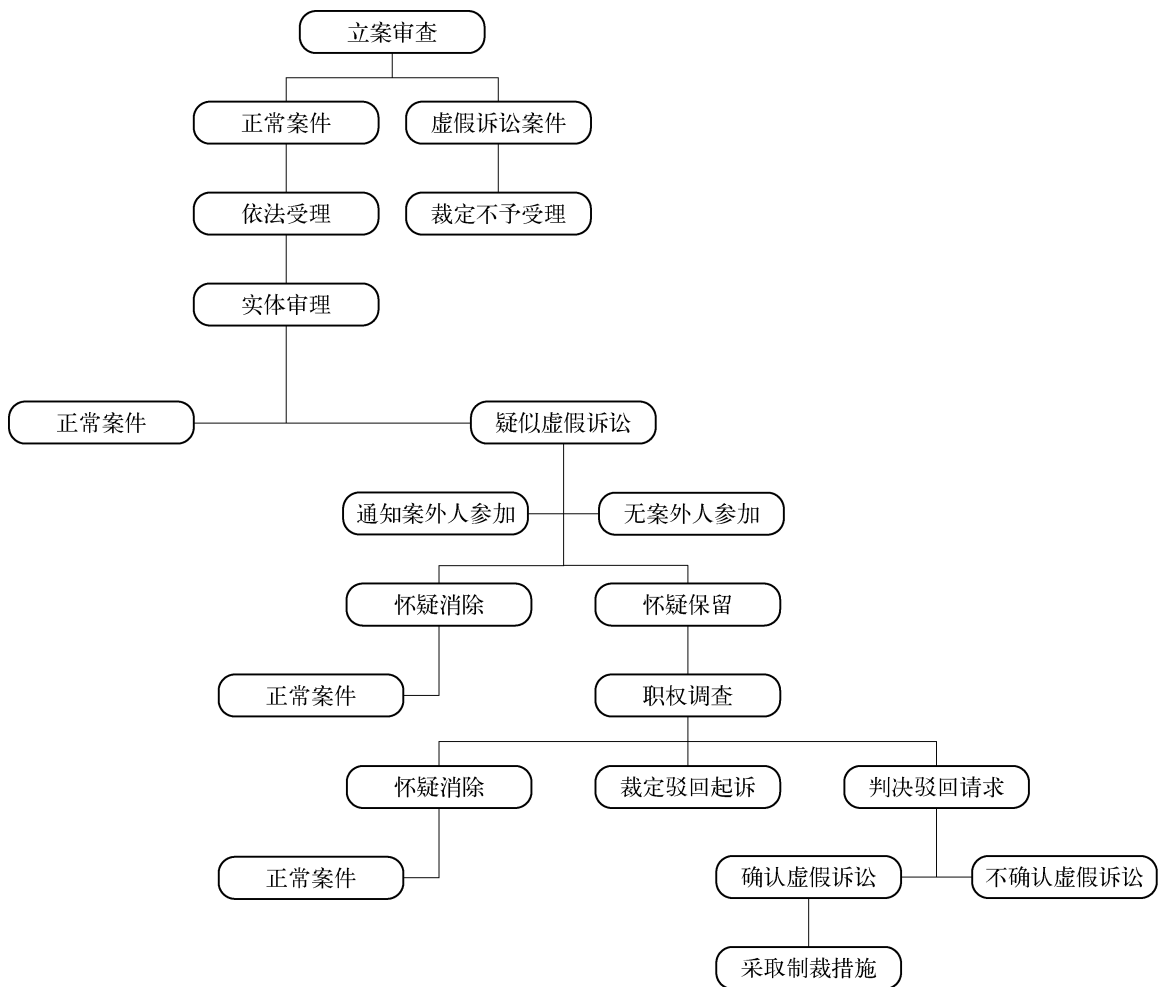 立案审查
正常案件
虚假诉讼案件
依法受理
裁定不予受理
实体审理
正常案件
疑似虚假诉讼
通知案外人参加
无案外人参加
怀疑消除
怀疑保留
正常案件
职权调查
怀疑消除
裁定驳回起诉
判决驳回请求
正常案件
确认虚假诉讼
不确认虚假诉讼
采取制裁措施